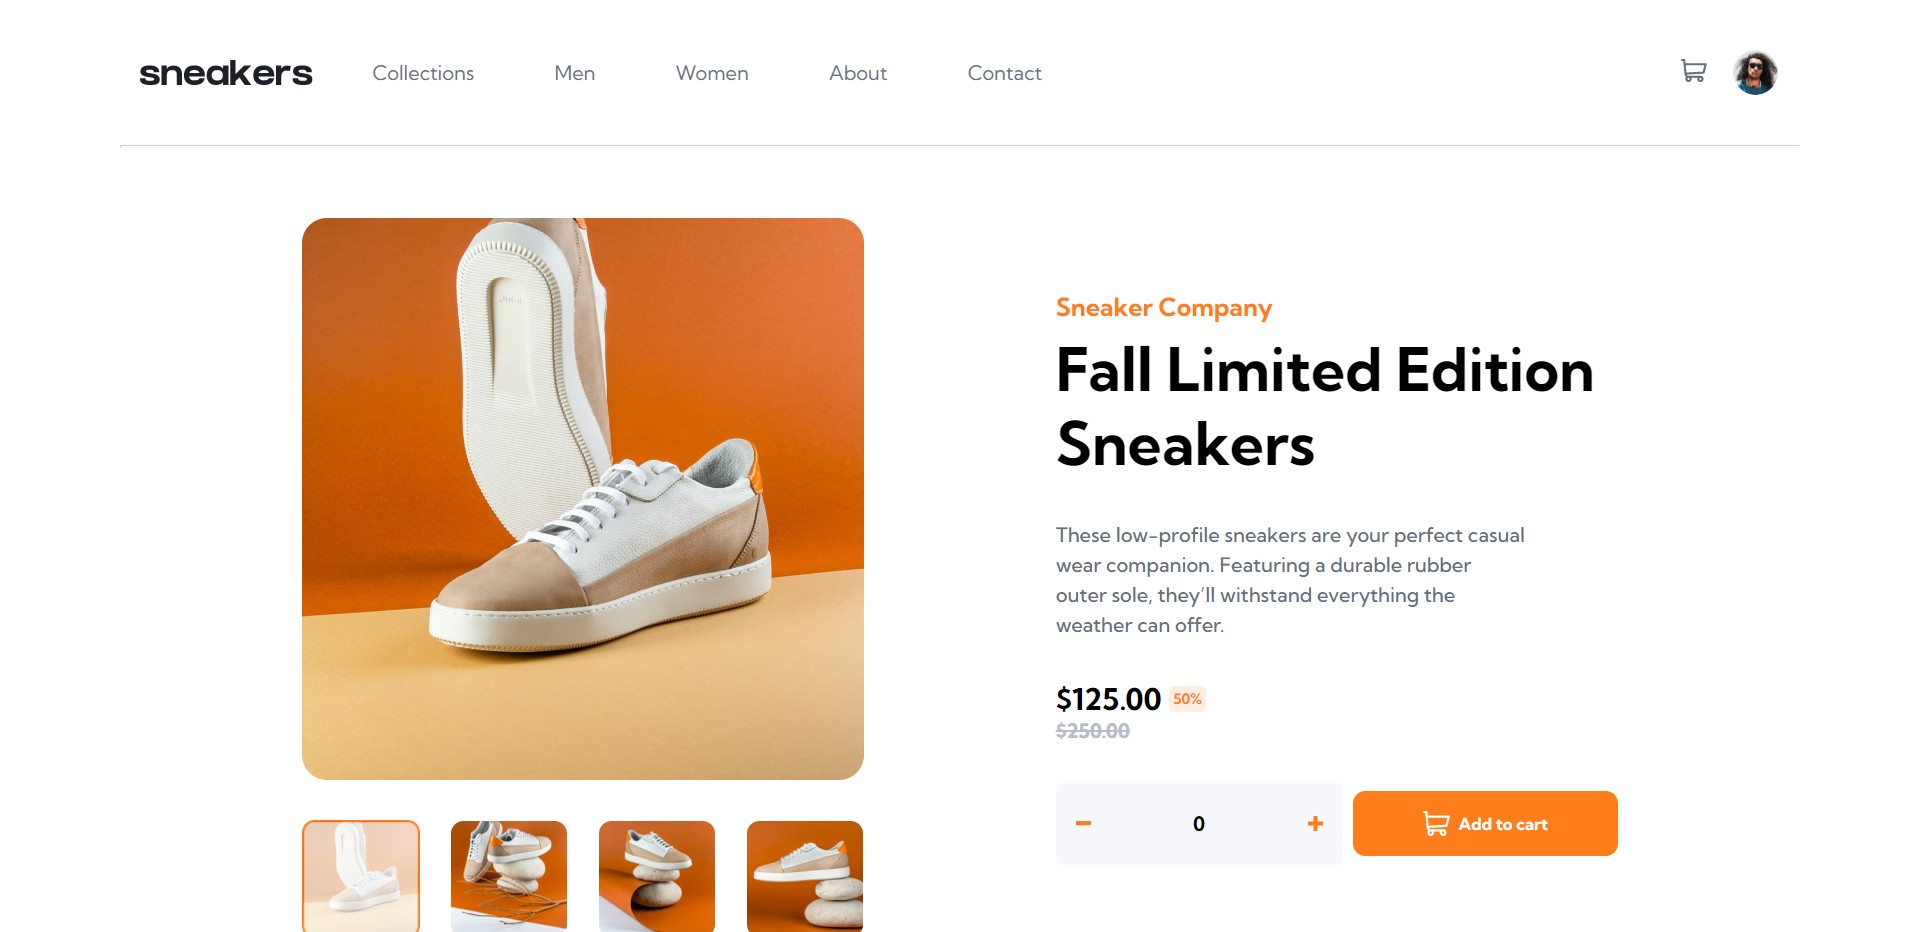 sneakers Collections Men Women About Contact
Sneaker Company
Fall Limited Edition
Sneakers
These low-profile sneakers are your perfect casual
wear companion. Featuring a durable rubber
outer sole, they’ll withstand everything the
weather can offer.
$125.00 50%
$250.00
0 Add to cart